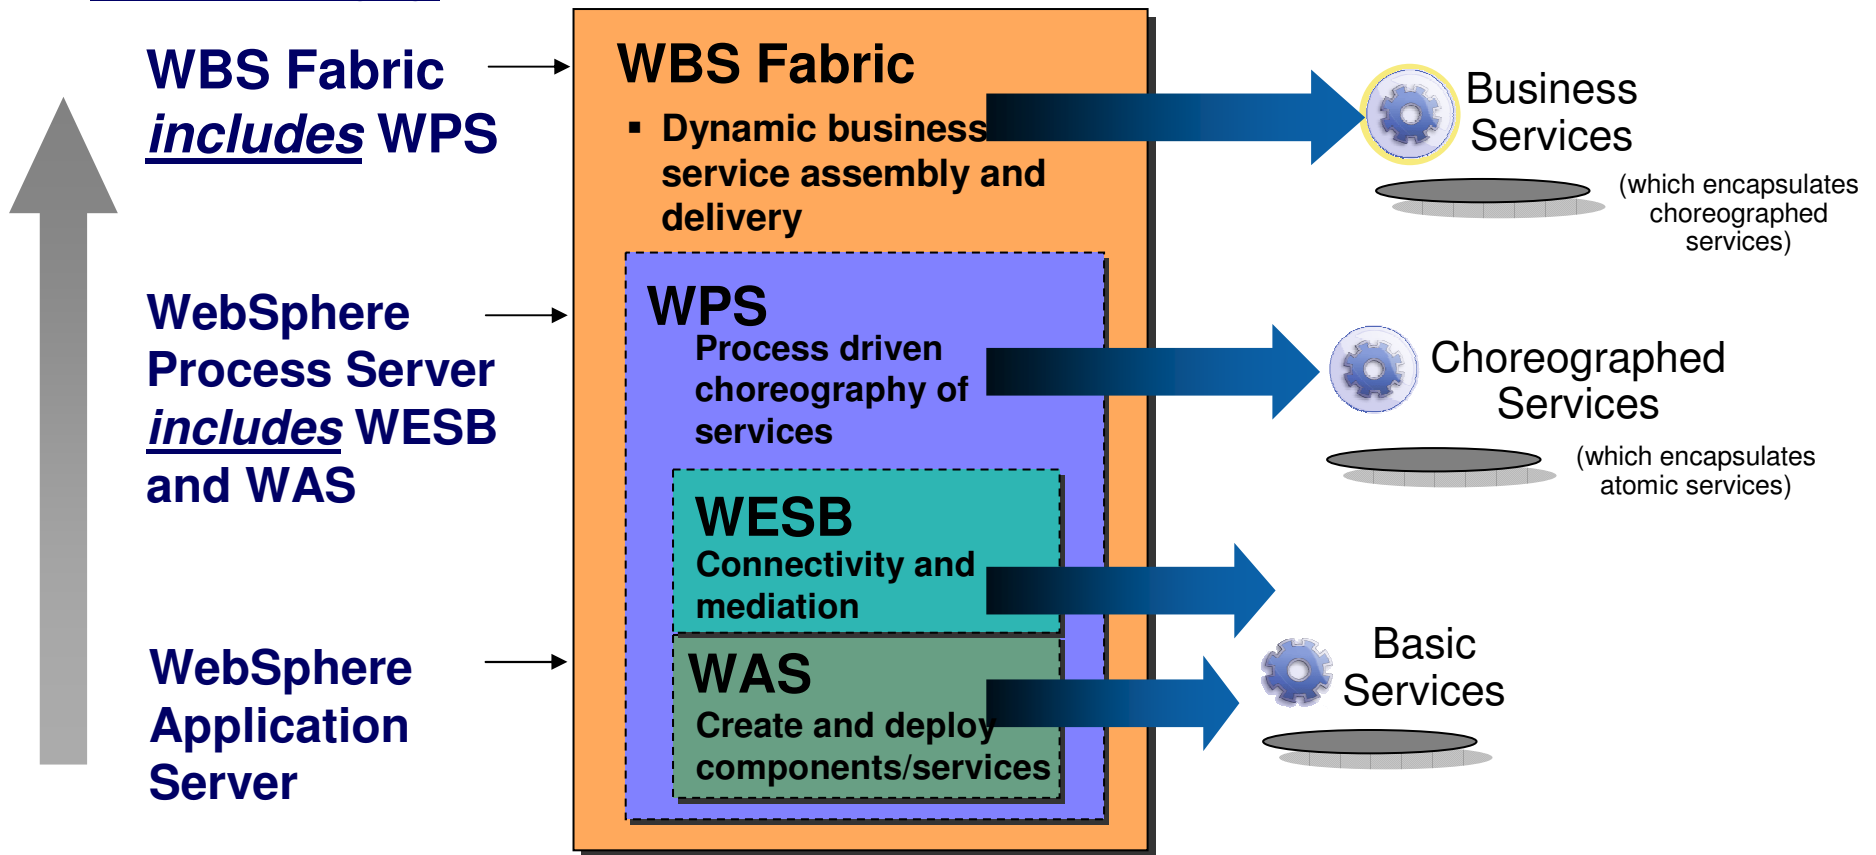 WBS Fabric
includes WPS
WebSphere
Process Server
includes WESB
and WAS
WebSphere
Application
Server
WBS Fabric
▪ Dynamic business
service assembly and
delivery
WPS
Process driven
choreography of
services
WESB
Connectivity and
mediation
WAS
Create and deploy
components/services
Business
Services
(which encapsulates
choreographed
services)
Choreographed
Services
(which encapsulates
atomic services)
Basic
Services